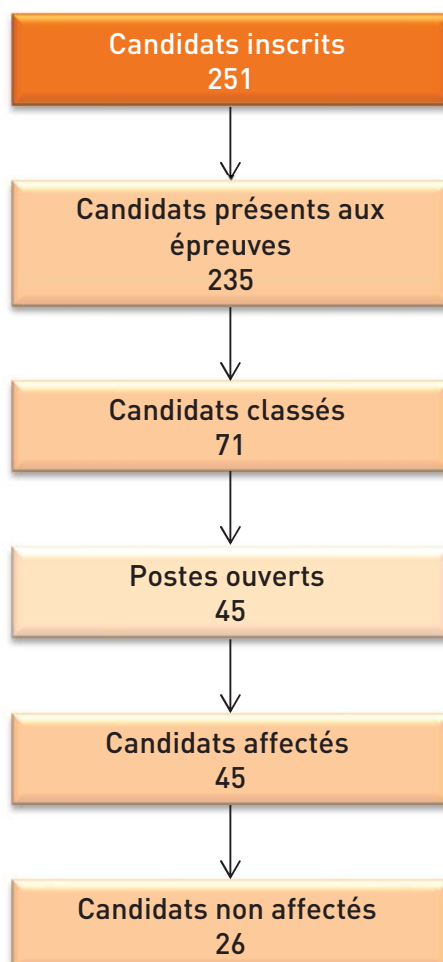 Candidats inscrits
251
Candidats présents aux
épreuves
235
Candidats classés
71
Postes ouverts
45
Candidats affectés
45
Candidats non affectés
26